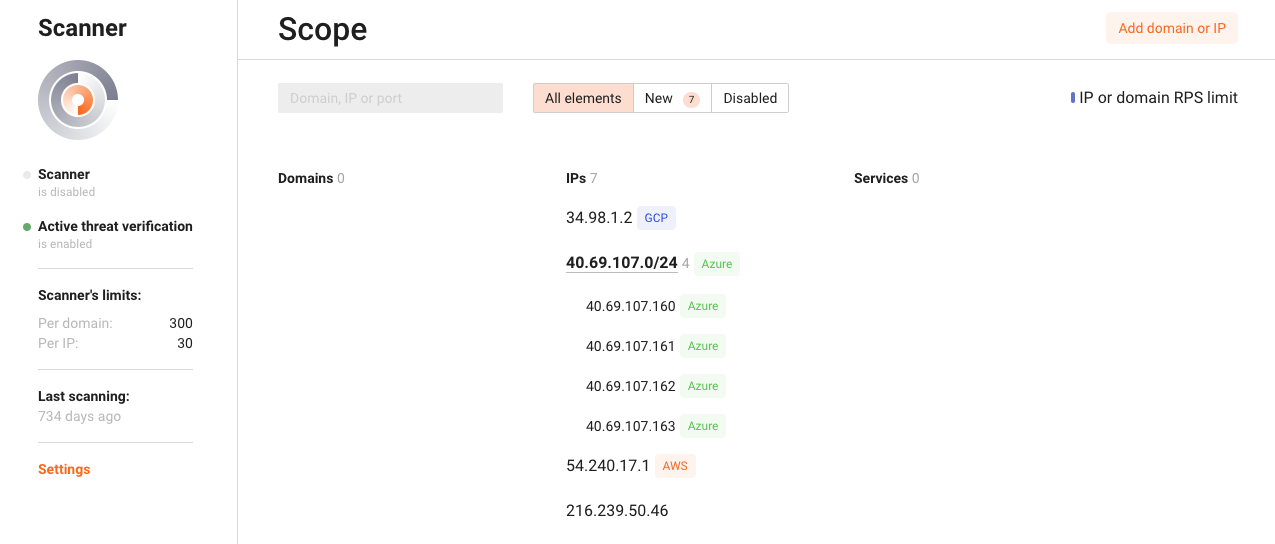 Scanner
Scope
Add domain or IP
Domain, IP or port
All elements
New 7
Disabled
IP or domain RPS limit
Scanner
is disabled
Active threat verification
is enabled
Scanner's limits:
Per domain: 300
Per IP: 30
Last scanning:
734 days ago
Settings
Domains 0
IPs 7
34.98.1.2 GCP
40.69.107.0/24 4 Azure
40.69.107.160 Azure
40.69.107.161 Azure
40.69.107.162 Azure
40.69.107.163 Azure
54.240.17.1 AWS
216.239.50.46
Services 0